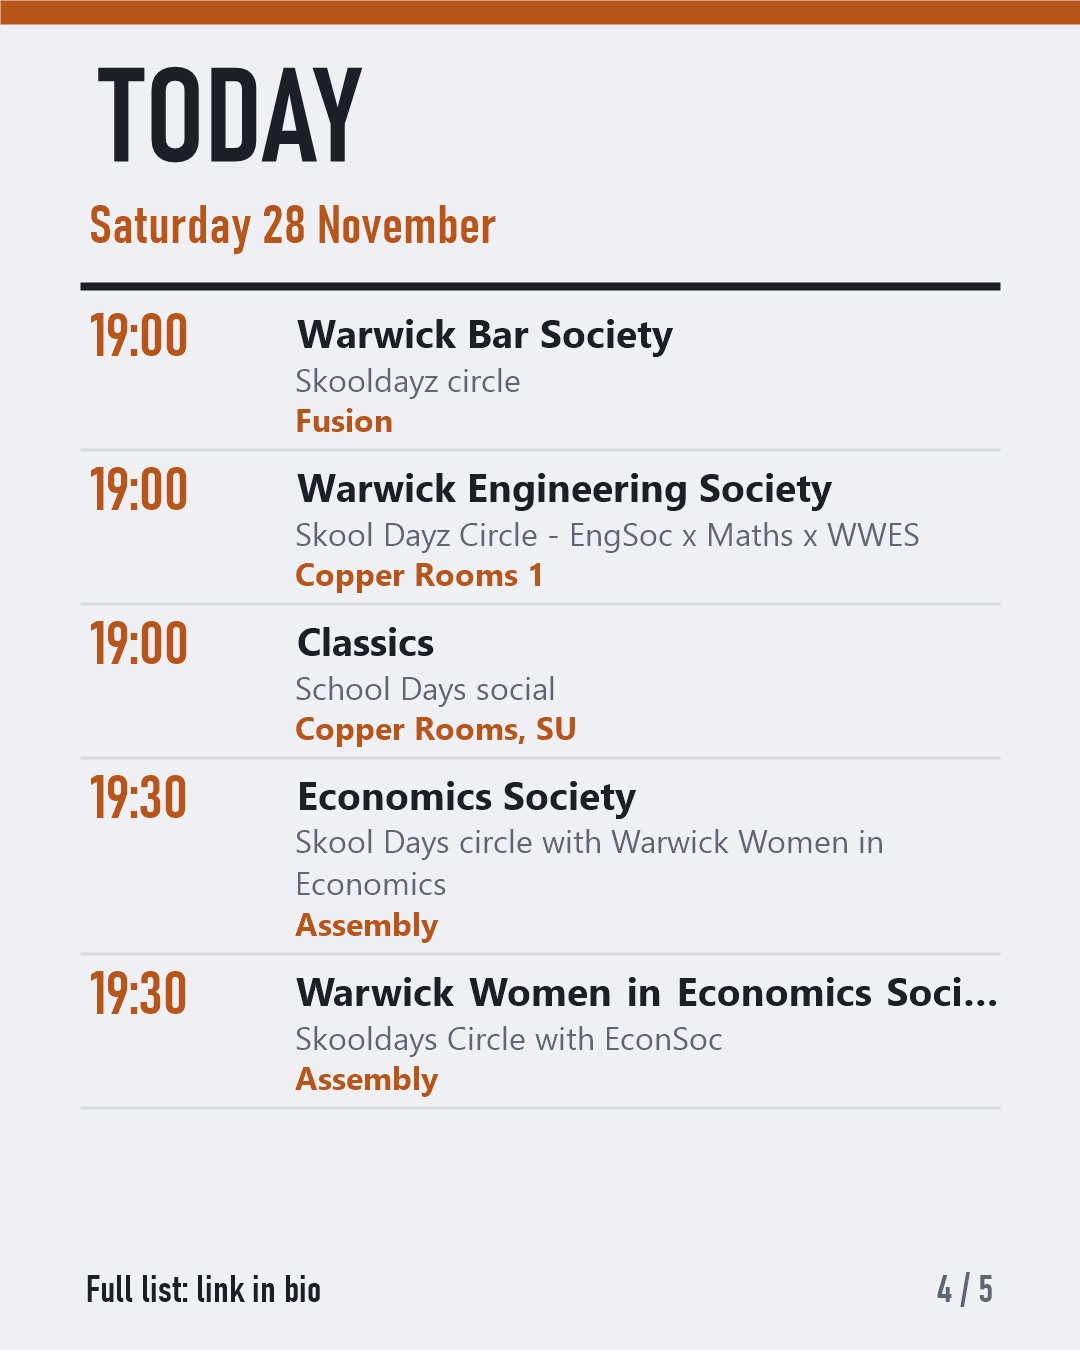 TODAY
Saturday 28 November
19:00
Warwick Bar Society
Skooldayz circle
Fusion
19:00
Warwick Engineering Society
Skool Dayz Circle - EngSoc x Maths x WWES
Copper Rooms 1
19:00
Classics
School Days social
Copper Rooms, SU
19:30
Economics Society
Skool Days circle with Warwick Women in
Economics
Assembly
19:30
Warwick Women in Economics Soci...
Skooldays Circle with EconSoc
Assembly
Full list: link in bio
4 / 5